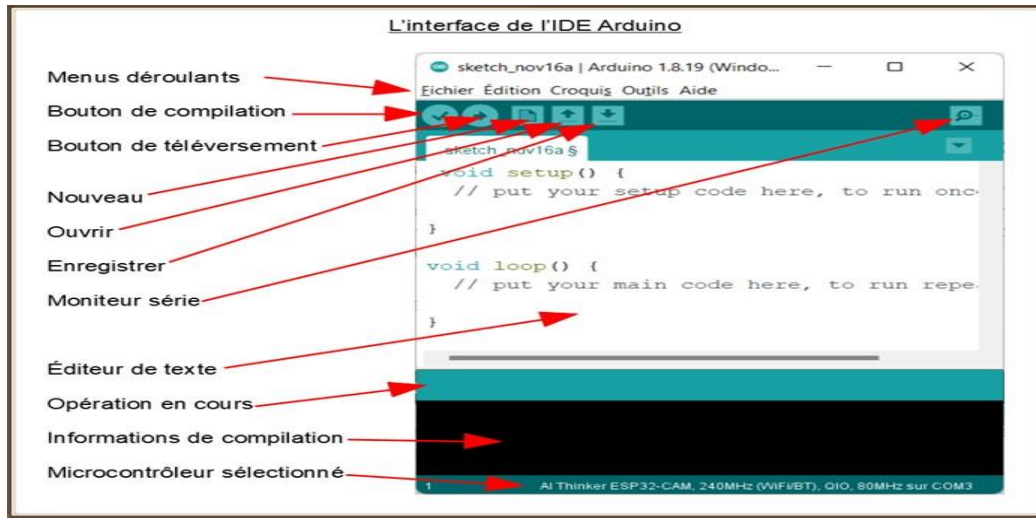 L'interface de l'IDE Arduino
Menus déroulants
Bouton de compilation
Bouton de téléversement
Nouveau
Ouvrir
Enregistrer
Moniteur série
Éditeur de texte
Opération en cours
Informations de compilation
Microcontrôleur sélectionné
sketch_nov16a | Arduino 1.8.19 (Windo...
Fichier Édition Croquis Outils Aide
sketch_nov16a §
void setup() {
// put your setup code here, to run onc
}
void loop() {
// put your main code here, to run repe
}
1 AI Thinker ESP32-CAM, 240MHz (WiFi/BT), QIO, 80MHz sur COM3